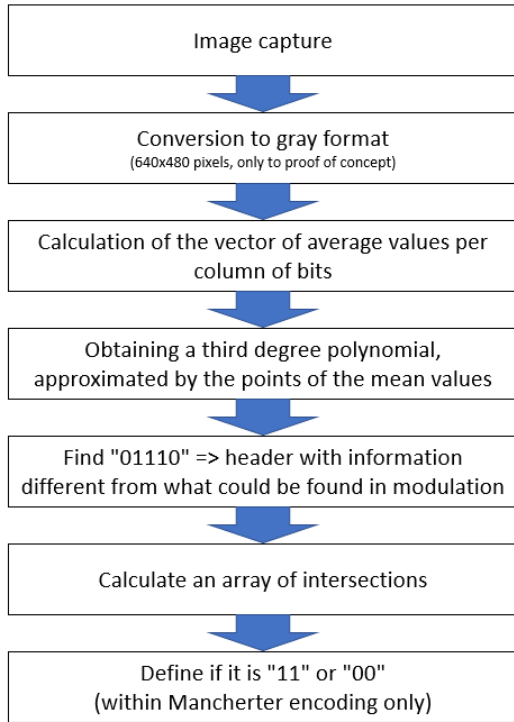 Image capture
Conversion to gray format
(640x480 pixels, only to proof of concept)
Calculation of the vector of average values per
column of bits
Obtaining a third degree polynomial,
approximated by the points of the mean values
Find "01110" => header with information
different from what could be found in modulation
Calculate an array of intersections
Define if it is "11" or "00"
(within Mancherter encoding only)